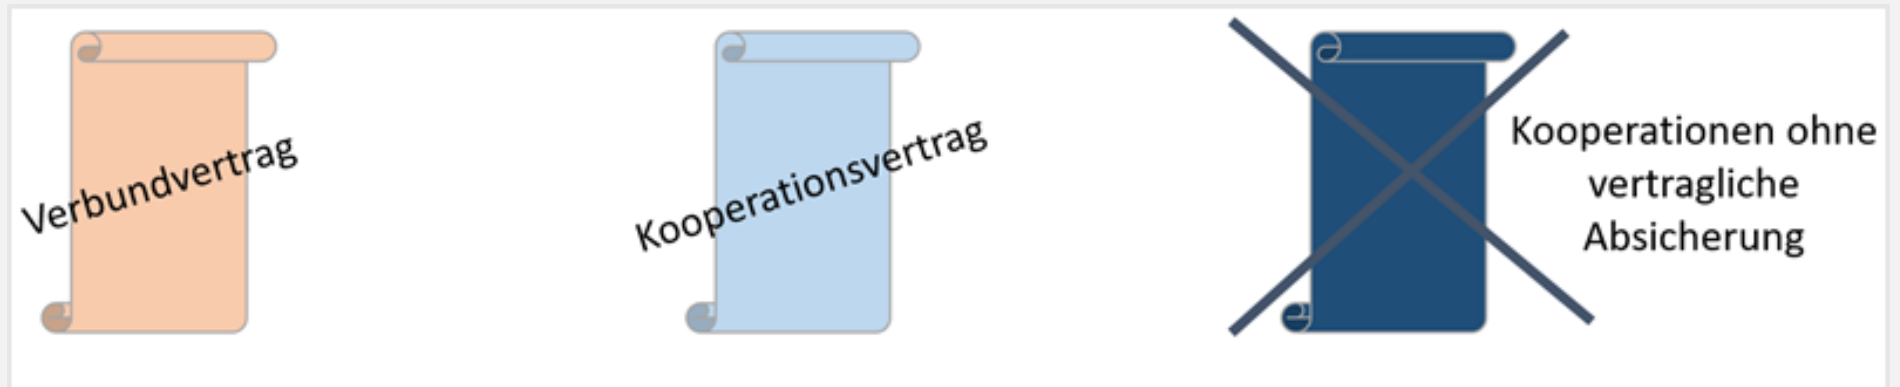 Verbundvertrag
Kooperationsvertrag
Kooperationen ohne
vertragliche
Absicherung